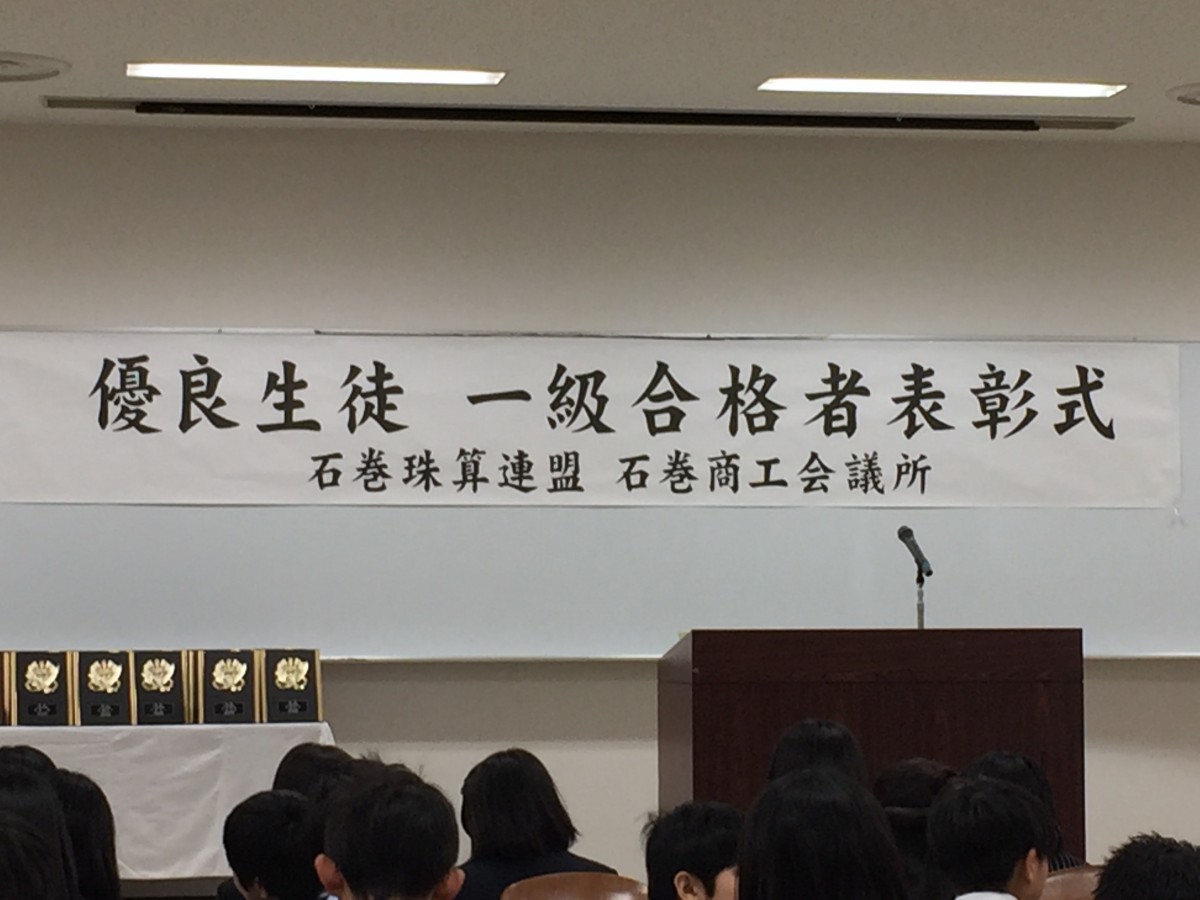 優良生徒 一級合格者表彰式
石巻珠算連盟 石巻商工会議所